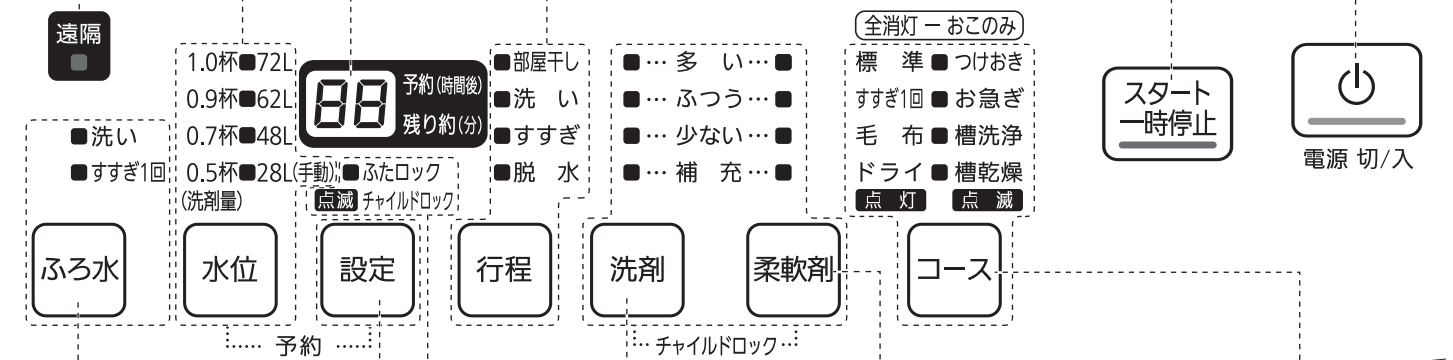 遠隔
1.0杯■72L
0.9杯■62L
0.7杯■48L
0.5杯■28L(手動)
(洗剤量)
■洗い
■すすぎ1回
88
予約(時間後)
残り約(分)
■ふたロック
点滅 チャイルドロック
■部屋干し
■洗 い
■すすぎ
■脱 水
■… 多 い…■
■… ふつう…■
■… 少ない…■
■… 補 充…■
全消灯 ー おこのみ
標 準 ■ つけおき
すすぎ1回 ■ お急ぎ
毛 布 ■ 槽洗浄
ドライ ■ 槽乾燥
点 灯 点 滅
スタート
一時停止
電源 切/入
ふろ水
水位
設定
行程
洗剤
柔軟剤
コース
予約
チャイルドロック